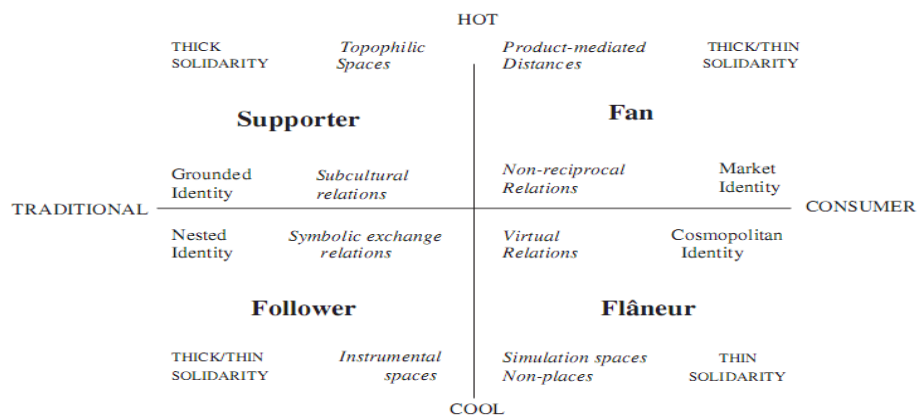 HOT
THICK SOLIDARITY
Topophilic Spaces
Product-mediated Distances
THICK/THIN SOLIDARITY
Supporter
Fan
Grounded Identity
Subcultural relations
Non-reciprocal Relations
Market Identity
TRADITIONAL
CONSUMER
Nested Identity
Symbolic exchange relations
Virtual Relations
Cosmopolitan Identity
Follower
Flâneur
THICK/THIN SOLIDARITY
Instrumental spaces
Simulation spaces Non-places
THIN SOLIDARITY
COOL